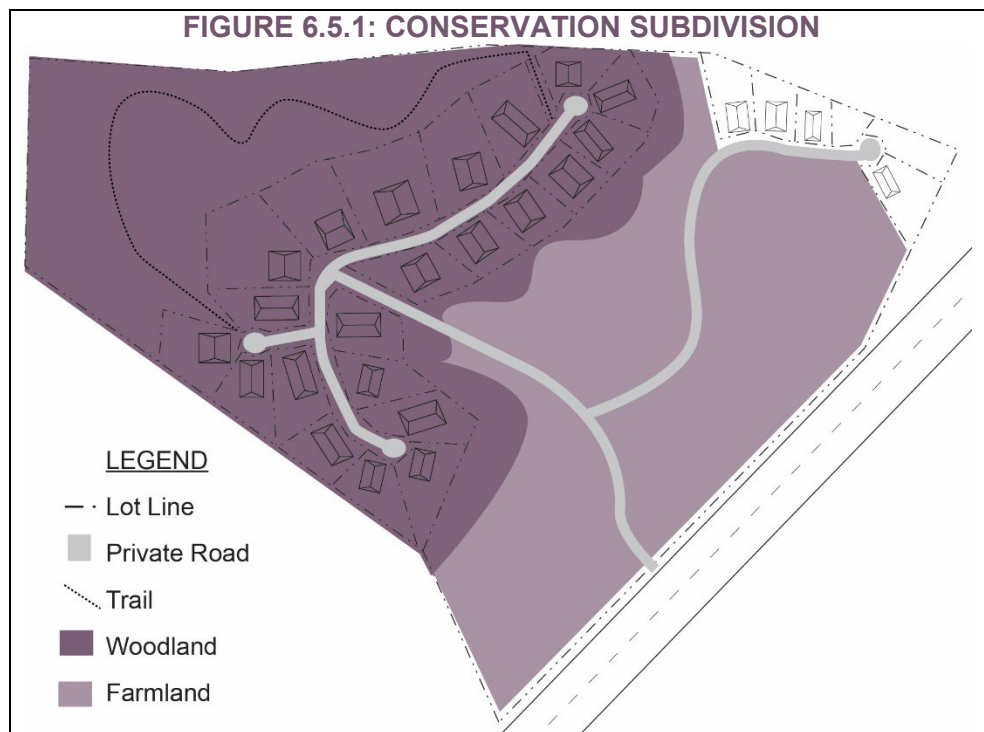 FIGURE 6.5.1: CONSERVATION SUBDIVISION
LEGEND
Lot Line
Private Road
Trail
Woodland
Farmland